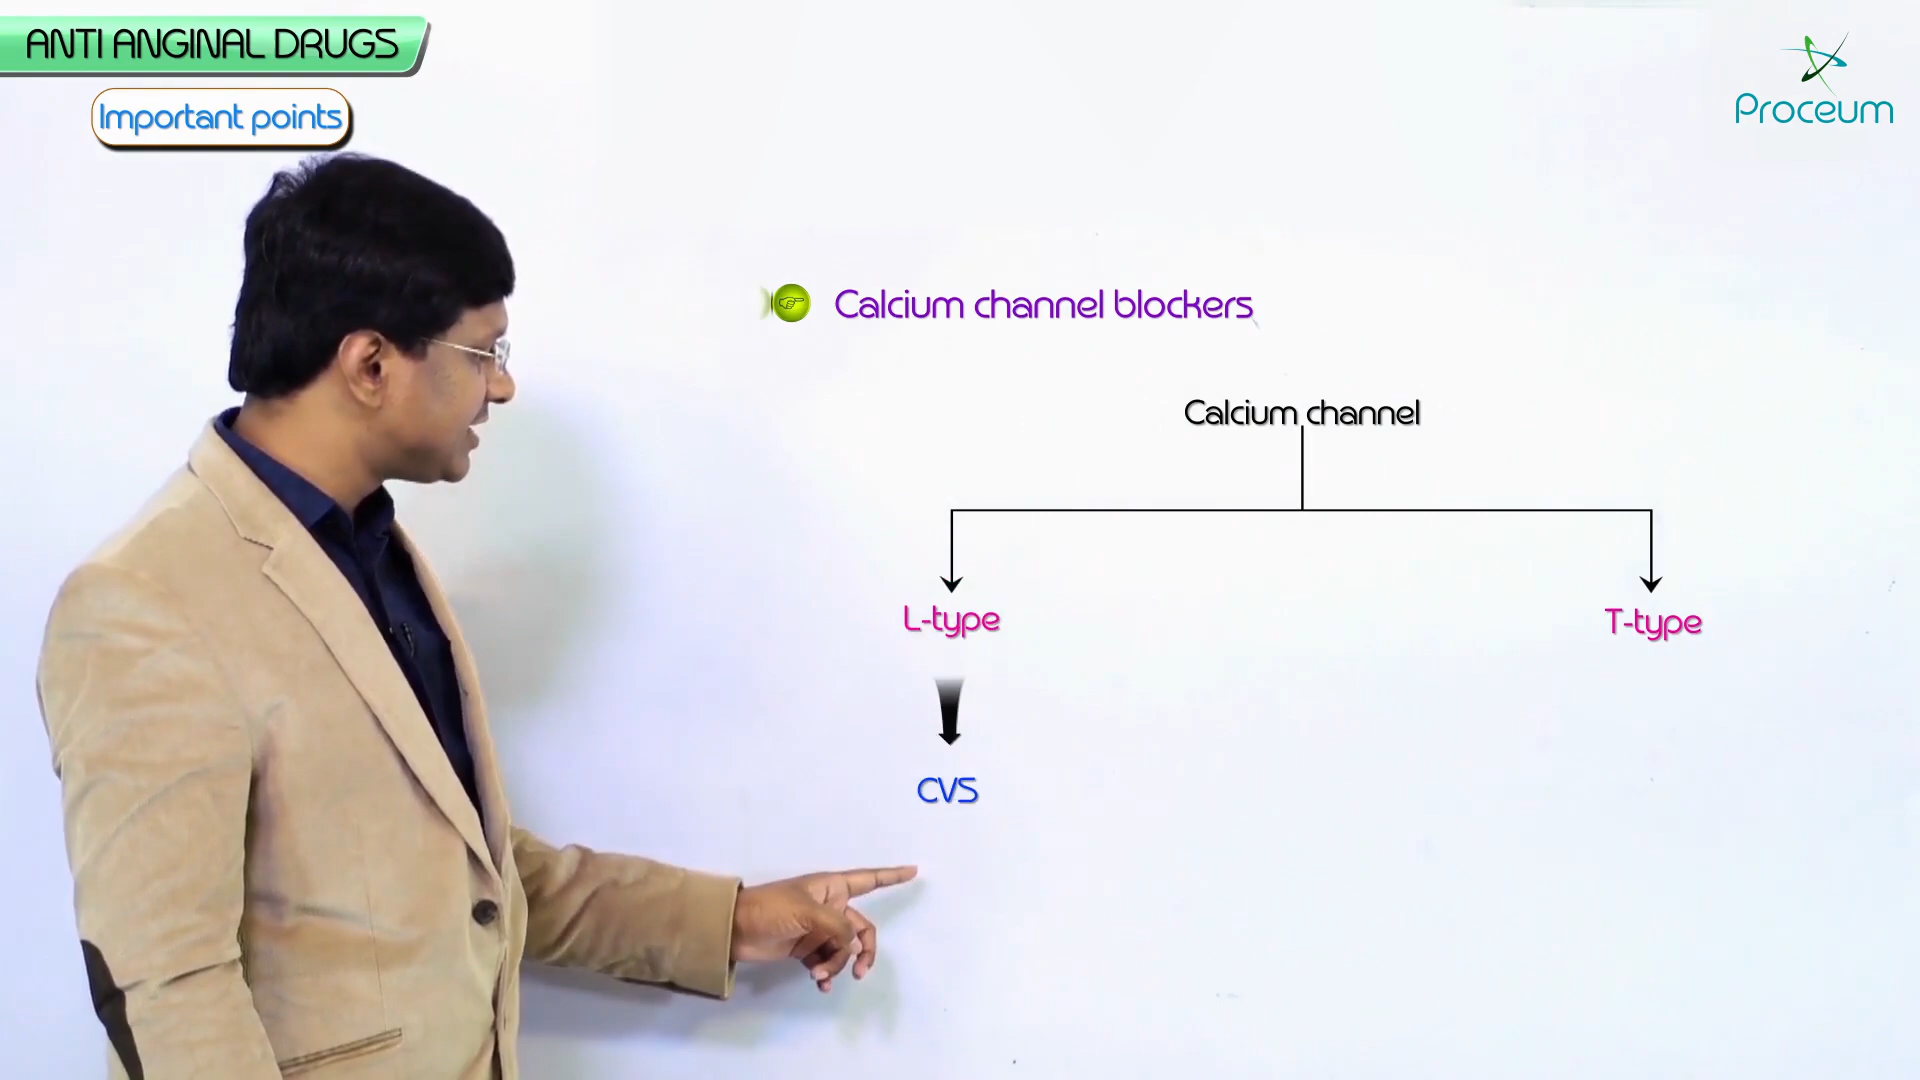 ANTI ANGINAL DRUGS
Important points
Proceum
Calcium channel blockers
Calcium channel
L-type
T-type
CVS